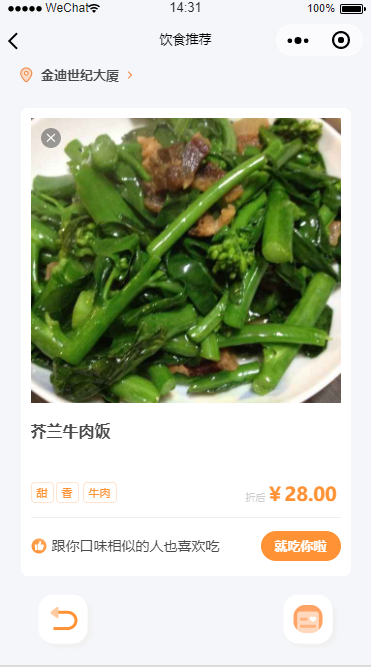 ●●●●● WeChat 14:31 100%
饮食推荐
金迪世纪大厦
芥兰牛肉饭
甜 香 牛肉 折后 ¥28.00
跟你口味相似的人也喜欢吃 就吃你啦